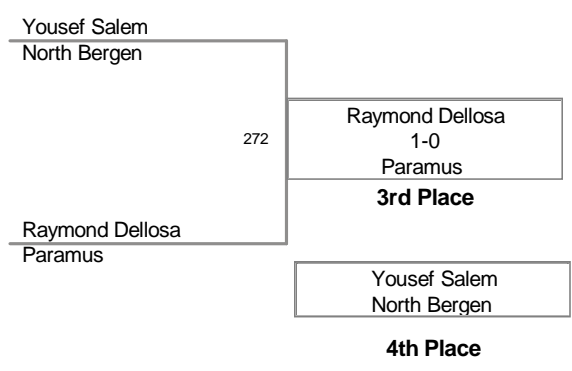 Yousef Salem
North Bergen
272
Raymond Dellosa
1-0
Paramus
3rd Place
Raymond Dellosa
Paramus
Yousef Salem
North Bergen
4th Place